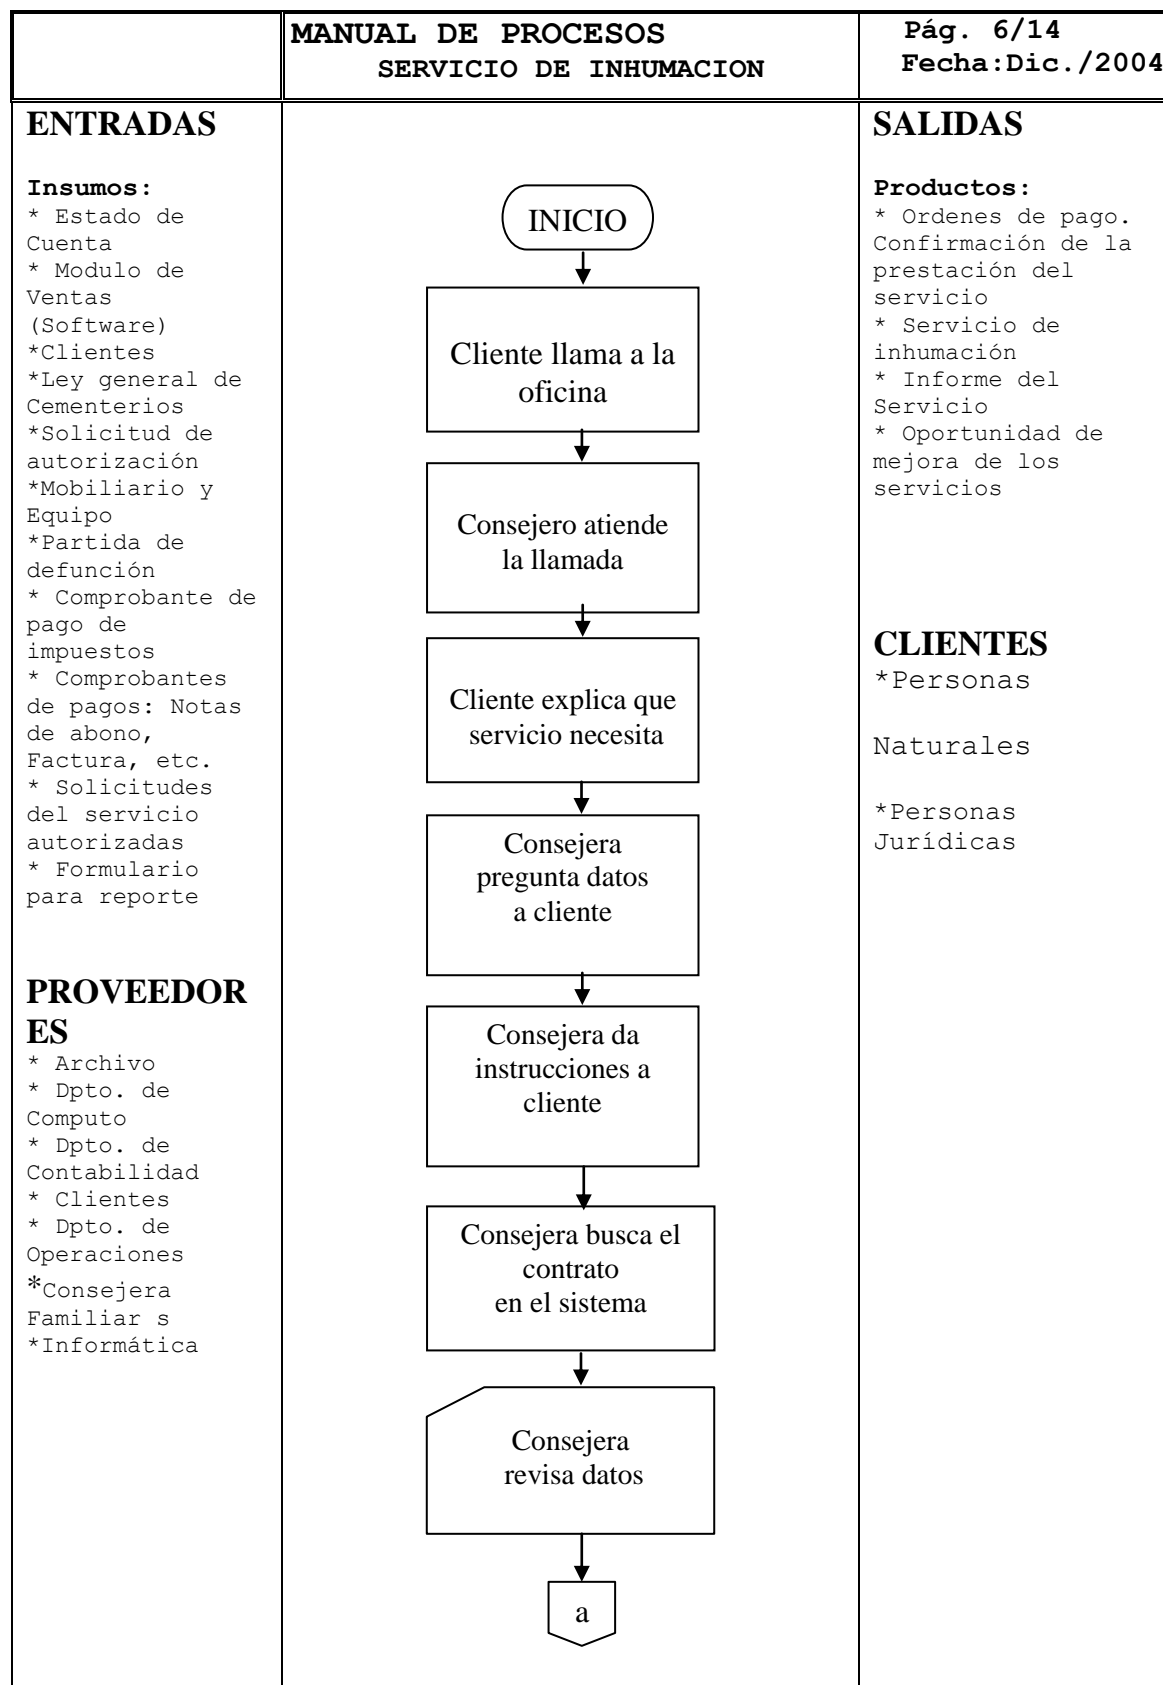 MANUAL DE PROCESOS
SERVICIO DE INHUMACION
Pág. 6/14
Fecha:Dic./2004
ENTRADAS
Insumos:
* Estado de
Cuenta
* Modulo de
Ventas
(Software)
*Clientes
*Ley general de
Cementerios
*Solicitud de
autorización
*Mobiliario y
Equipo
*Partida de
defunción
* Comprobante de
pago de
impuestos
* Comprobantes
de pagos: Notas
de abono,
Factura, etc.
* Solicitudes
del servicio
autorizadas
* Formulario
para reporte
PROVEEDOR
ES
* Archivo
* Dpto. de
Computo
* Dpto. de
Contabilidad
* Clientes
* Dpto. de
Operaciones
*Consejera
Familiar s
*Informática
INICIO
Cliente llama a la
oficina
Consejero atiende
la llamada
Cliente explica que
servicio necesita
Consejera
pregunta datos
a cliente
Consejera da
instrucciones a
cliente
Consejera busca el
contrato
en el sistema
Consejera
revisa datos
a
SALIDAS
Productos:
* Ordenes de pago.
Confirmación de la
prestación del
servicio
* Servicio de
inhumación
* Informe del
Servicio
* Oportunidad de
mejora de los
servicios
CLIENTES
*Personas
Naturales
*Personas
Jurídicas